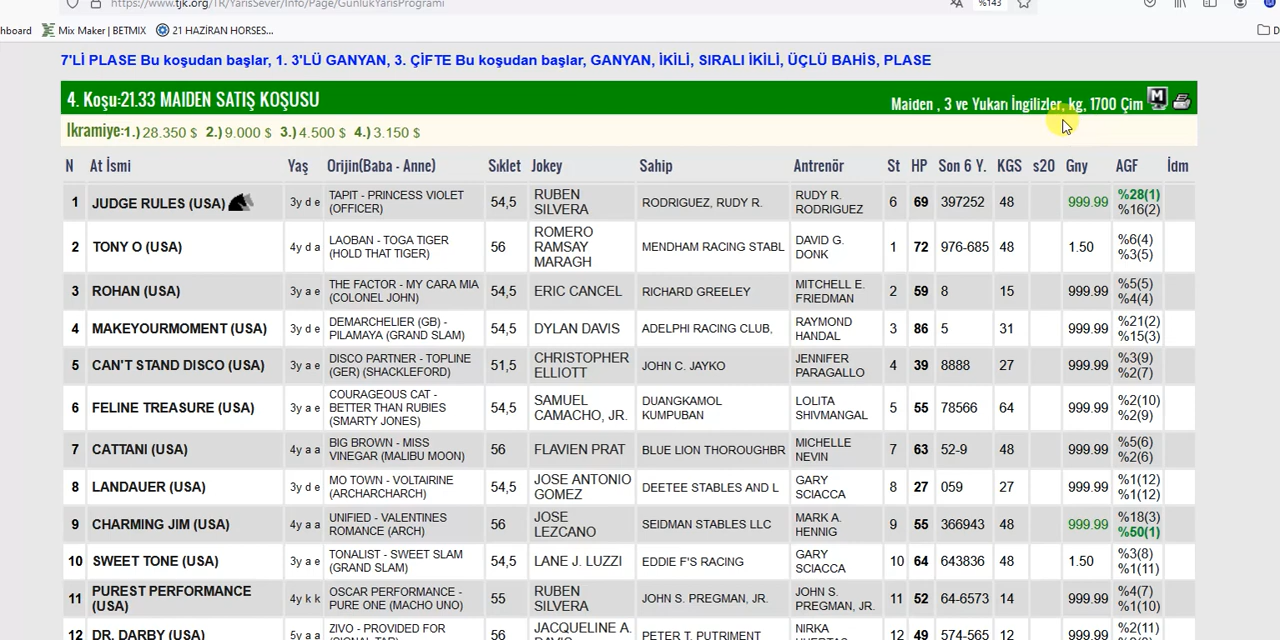 https://www.tjk.org/TR/YarisSever/Info/Page/GunlukYarisProgrami
%143
hboard Mix Maker | BETMIX 21 HAZİRAN HORSES...
7'Lİ PLASE Bu koşudan başlar, 1. 3'LÜ GANYAN, 3. ÇİFTE Bu koşudan başlar, GANYAN, İKİLİ, SIRALI İKİLİ, ÜÇLÜ BAHİS, PLASE
4. Koşu:21.33 MAIDEN SATIŞ KOŞUSU
Maiden , 3 ve Yukarı İngilizler, kg, 1700 Çim
M
Ikramiye:1.) 28.350 $ 2.) 9.000 $ 3.) 4.500 $ 4.) 3.150 $
N At İsmi Yaş Orijin(Baba - Anne) Sıklet Jokey Sahip Antrenör St HP Son 6 Y. KGS s20 Gny AGF İdm
1 JUDGE RULES (USA) 3y d e TAPIT - PRINCESS VIOLET (OFFICER) 54,5 RUBEN SILVERA RODRIGUEZ, RUDY R. RUDY R. RODRIGUEZ 6 69 397252 48 999.99 %28(1) %16(2)
2 TONY O (USA) 4y d a LAOBAN - TOGA TIGER (HOLD THAT TIGER) 56 ROMERO RAMSAY MARAGH MENDHAM RACING STABL DAVID G. DONK 1 72 976-685 48 1.50 %6(4) %3(5)
3 ROHAN (USA) 3y a e THE FACTOR - MY CARA MIA (COLONEL JOHN) 54,5 ERIC CANCEL RICHARD GREELEY MITCHELL E. FRIEDMAN 2 59 8 15 999.99 %5(5) %4(4)
4 MAKEYOURMOMENT (USA) 3y d e DEMARCHELIER (GB) - PILAMAYA (GRAND SLAM) 54,5 DYLAN DAVIS ADELPHI RACING CLUB, RAYMOND HANDAL 3 86 5 31 999.99 %21(2) %15(3)
5 CAN'T STAND DISCO (USA) 3y a e DISCO PARTNER - TOPLINE (GER) (SHACKLEFORD) 51,5 CHRISTOPHER ELLIOTT JOHN C. JAYKO JENNIFER PARAGALLO 4 39 8888 27 999.99 %3(9) %2(7)
6 FELINE TREASURE (USA) 3y a e COURAGEOUS CAT - BETTER THAN RUBIES (SMARTY JONES) 54,5 SAMUEL CAMACHO, JR. DUANGKAMOL KUMPUBAN LOLITA SHIVMANGAL 5 55 78566 64 999.99 %2(10) %2(9)
7 CATTANI (USA) 4y a a BIG BROWN - MISS VINEGAR (MALIBU MOON) 56 FLAVIEN PRAT BLUE LION THOROUGHBR MICHELLE NEVIN 7 63 52-9 48 999.99 %5(6) %2(6)
8 LANDAUER (USA) 3y d e MO TOWN - VOLTAIRINE (ARCHARCHARCH) 54,5 JOSE ANTONIO GOMEZ DEETEE STABLES AND L GARY SCIACCA 8 27 059 27 999.99 %1(12) %1(12)
9 CHARMING JIM (USA) 4y a a UNIFIED - VALENTINES ROMANCE (ARCH) 56 JOSE LEZCANO SEIDMAN STABLES LLC MARK A. HENNIG 9 55 366943 48 999.99 %18(3) %50(1)
10 SWEET TONE (USA) 3y a e TONALIST - SWEET SLAM (GRAND SLAM) 54,5 LANE J. LUZZI EDDIE F'S RACING GARY SCIACCA 10 64 643836 48 1.50 %3(8) %1(11)
11 PUREST PERFORMANCE (USA) 4y k k OSCAR PERFORMANCE - PURE ONE (MACHO UNO) 55 RUBEN SILVERA JOHN S. PREGMAN, JR. JOHN S. PREGMAN, JR. 11 52 64-6573 14 999.99 %4(7) %1(10)
12 DR. DARBY (USA) 5y a a ZIVO - PROVIDED FOR 56 JACQUELINE A. PETER T. PUTRIMENT NIRKA 12 49 574-565 12 999.99 %2(11)